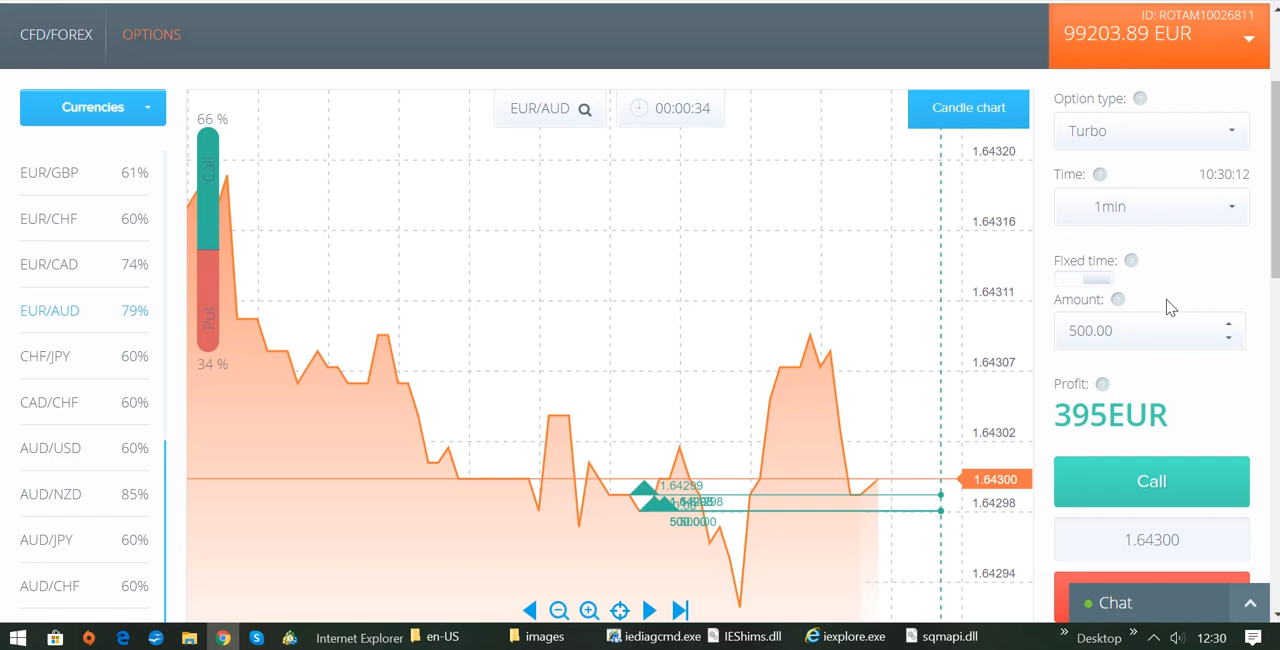 ID: ROTAM10026811
CFD/FOREX
OPTIONS
99203.89 EUR
Currencies
EUR/AUD
00:00:34
Candle chart
Option type:
Turbo
Time:
10:30:12
1min
Fixed time:
Amount:
500.00
Profit:
395EUR
Call
1.64300
Chat
EUR/GBP 61%
EUR/CHF 60%
EUR/CAD 74%
EUR/AUD 79%
CHF/JPY 60%
CAD/CHF 60%
AUD/USD 60%
AUD/NZD 85%
AUD/JPY 60%
AUD/CHF 60%
66 %
Call
Put
34 %
1.64320
1.64316
1.64311
1.64307
1.64302
1.64300
1.64298
1.64294
1.64299
Internet Explorer
en-US
images
iediagcmd.exe
IEShims.dll
iexplore.exe
sqmapi.dll
Desktop
12:30